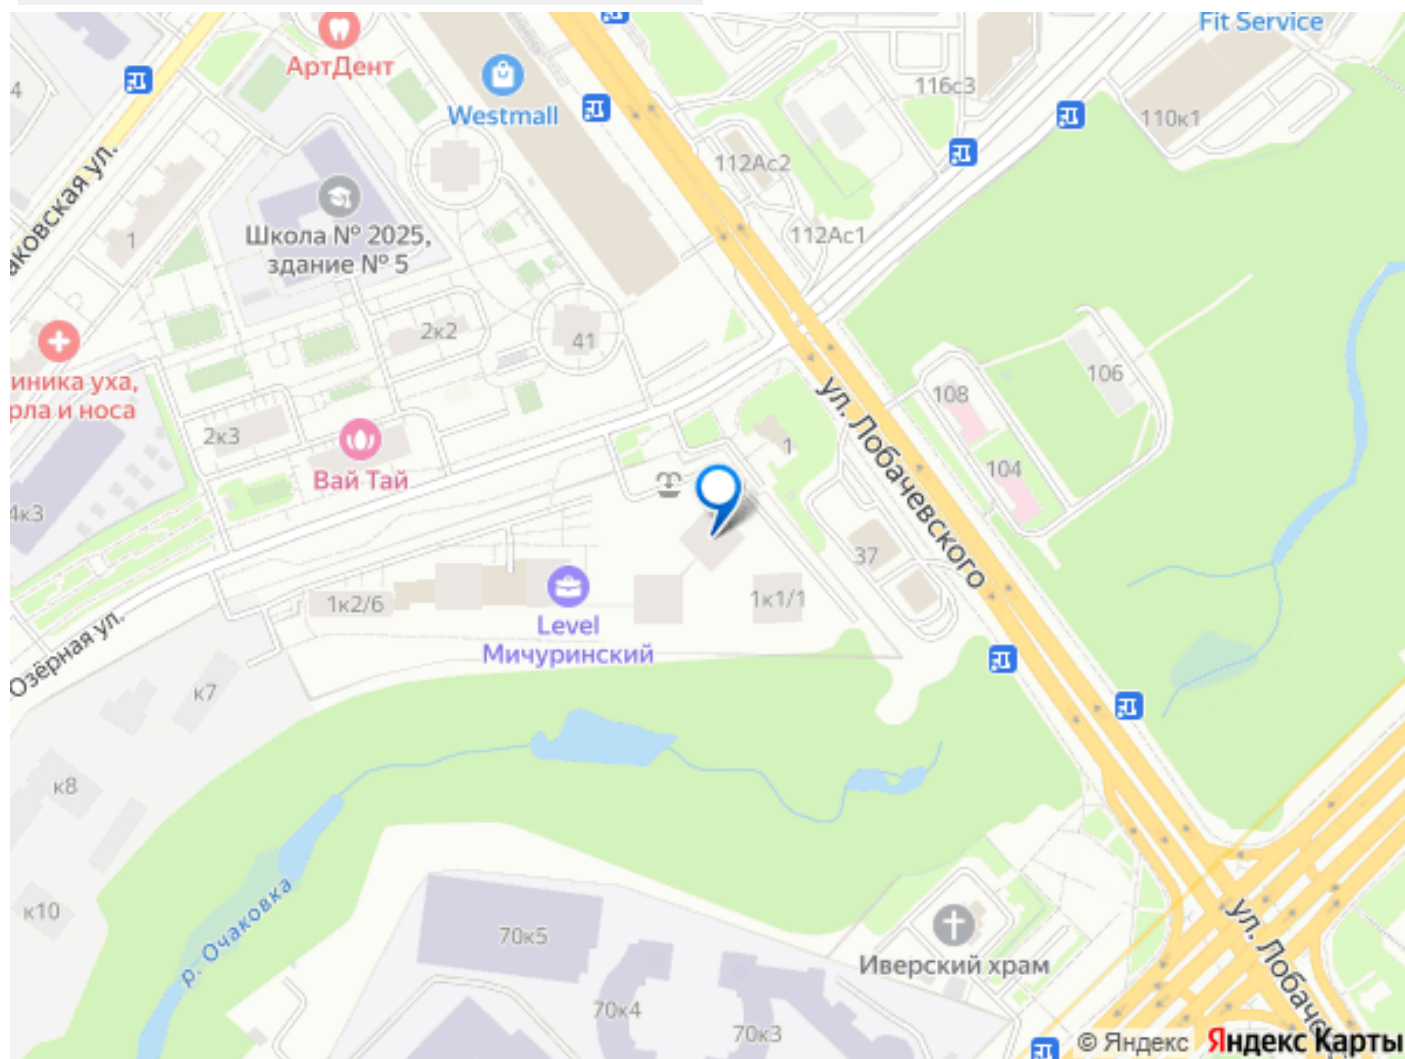 Fit Service
АртДент
116с3
4
Westmall
110к1
112Ас2
аковская ул.
1
Школа № 2025,
здание № 5
112Ас1
2к2
41
иника уха,
рла и носа
106
108
ул. Лобачевского
2к3
1
Вай Тай
104
4к3
37
1к2/6
1к1/1
Level
Мичуринский
Озёрная ул.
к7
к8
к10
р. Очаковка
70к5
Иверский храм
ул. Лобаче
70к4
70к3
© Яндекс
Яндекс Карты